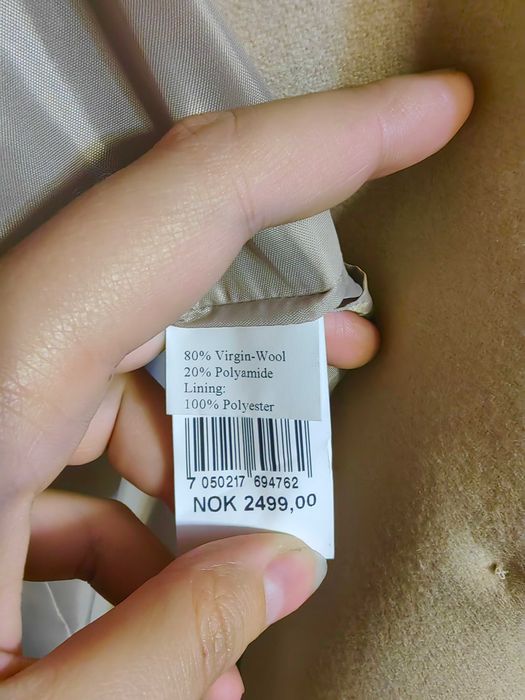 80% Virgin-Wool
20% Polyamide
Lining:
100% Polyester
7 050217 694762
NOK 2499,00